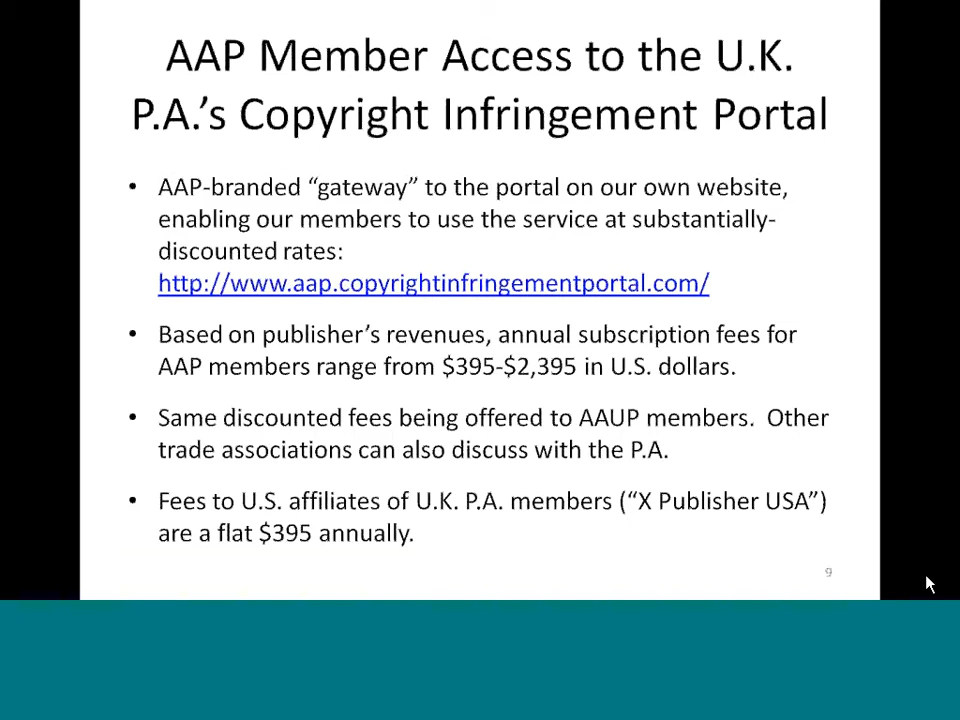 AAP Member Access to the U.K.
P.A.’s Copyright Infringement Portal
• AAP-branded “gateway” to the portal on our own website,
enabling our members to use the service at substantially-
discounted rates:
http://www.aap.copyrightinfringementportal.com/
• Based on publisher’s revenues, annual subscription fees for
AAP members range from $395-$2,395 in U.S. dollars.
• Same discounted fees being offered to AAUP members.  Other
trade associations can also discuss with the P.A.
• Fees to U.S. affiliates of U.K. P.A. members (“X Publisher USA”)
are a flat $395 annually.
9